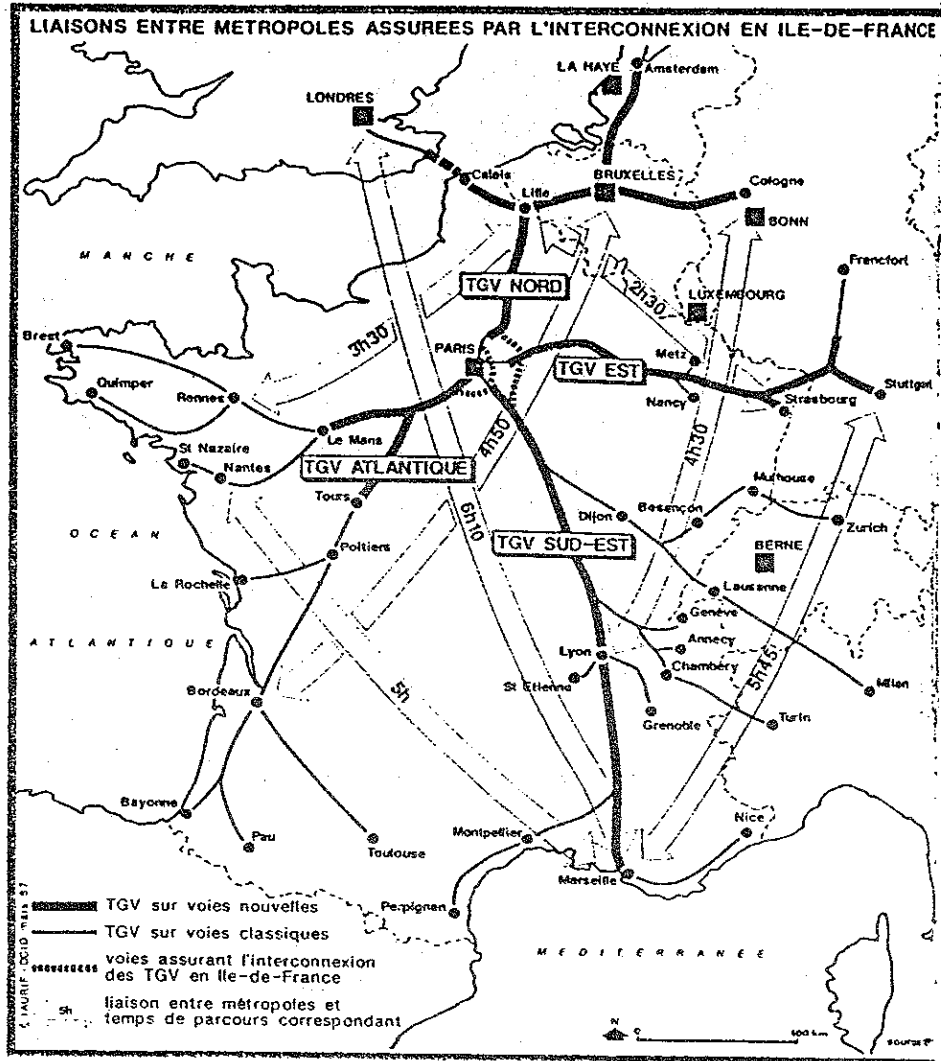 LIAISONS ENTRE METROPOLES ASSUREES PAR L'INTERCONNEXION EN ILE-DE-FRANCE
LA HAYE
Amsterdam
LONDRES
Calais
Lille
BRUXELLES
Cologne
BONN
MANCHE
TGV NORD
Francfort
LUXEMBOURG
2h30
Brest
3h30
PARIS
Metz
TGV EST
Quimper
Rennes
Nancy
Strasbourg
Stuttgart
Le Mans
4h50
4h30
St Nazaire
Nantes
TGV ATLANTIQUE
Tours
6h10
Mulhouse
Besançon
Dijon
Zurich
OCEAN
TGV SUD-EST
Poitiers
BERNE
La Rochelle
Lausanne
Genève
ATLANTIQUE
Annecy
Lyon
Chambéry
5h45
St Etienne
Milan
Bordeaux
5h
Grenoble
Turin
Bayonne
Pau
Toulouse
Montpellier
Nice
Marseille
Perpignan
MEDITERRANÉE
TGV sur voies nouvelles
TGV sur voies classiques
voies assurant l'interconnexion
des TGV en Ile-de-France
5h
liaison entre métropoles et
temps de parcours correspondant
N
0
100 km